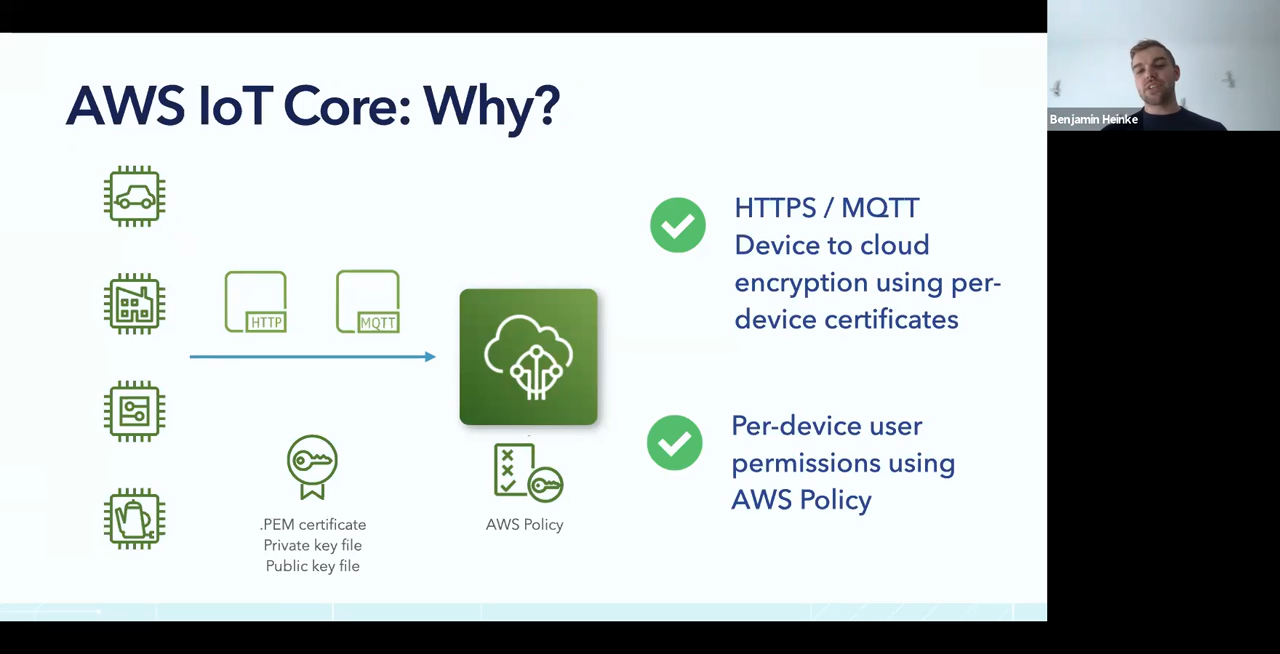 AWS IoT Core: Why?
Benjamin Heinke
HTTP
MQTT
.PEM certificate
Private key file
Public key file
AWS Policy
HTTPS / MQTT
Device to cloud
encryption using per-
device certificates
Per-device user
permissions using
AWS Policy